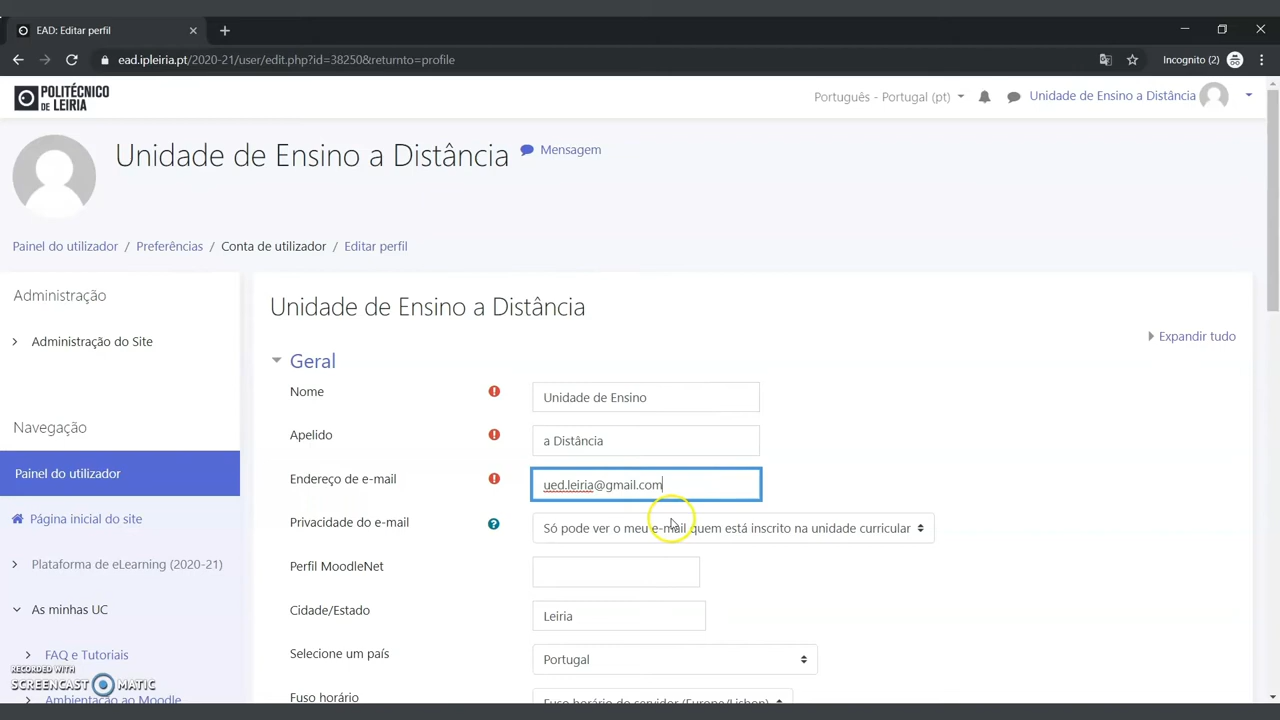 EAD: Editar perfil
ead.ipleiria.pt/2020-21/user/edit.php?id=38250&returnto=profile
Incognito (2)
POLITÉCNICO
DE LEIRIA
Português - Portugal (pt)
Unidade de Ensino a Distância
Unidade de Ensino a Distância
Mensagem
Painel do utilizador / Preferências / Conta de utilizador / Editar perfil
Administração
Administração do Site
Navegação
Painel do utilizador
Página inicial do site
Plataforma de eLearning (2020-21)
As minhas UC
FAQ e Tutoriais
Ambientação ao Moodle
RECORDED WITH
SCREENCAST MATIC
Unidade de Ensino a Distância
Expandir tudo
Geral
Nome
Unidade de Ensino
Apelido
a Distância
Endereço de e-mail
ued.leiria@gmail.com
Privacidade do e-mail
Só pode ver o meu e-mail quem está inscrito na unidade curricular
Perfil MoodleNet
Cidade/Estado
Leiria
Selecione um país
Portugal
Fuso horário
Fuso horário do servidor (Europe/Lisbon)